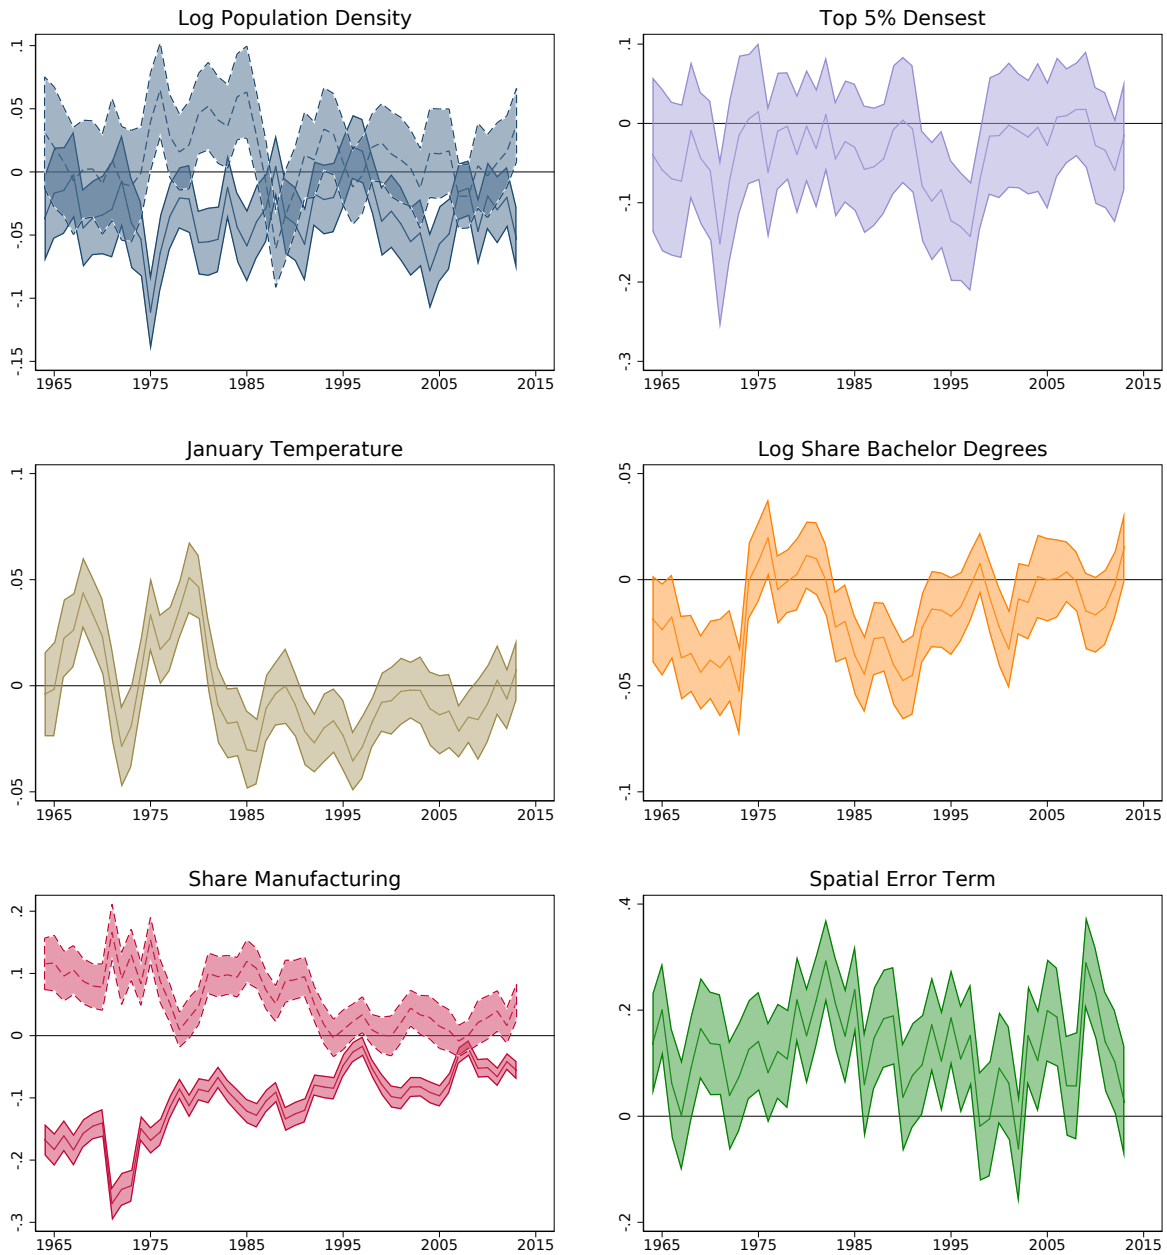 Log Population Density
.1
.05
0
-.05
-.1
-.15
1965 1975 1985 1995 2005 2015
Top 5% Densest
.1
0
-.1
-.2
-.3
1965 1975 1985 1995 2005 2015
January Temperature
.1
.05
0
-.05
1965 1975 1985 1995 2005 2015
Log Share Bachelor Degrees
.05
0
-.05
-.1
1965 1975 1985 1995 2005 2015
Share Manufacturing
.2
.1
0
-.1
-.2
-.3
1965 1975 1985 1995 2005 2015
Spatial Error Term
.4
.2
0
-.2
1965 1975 1985 1995 2005 2015